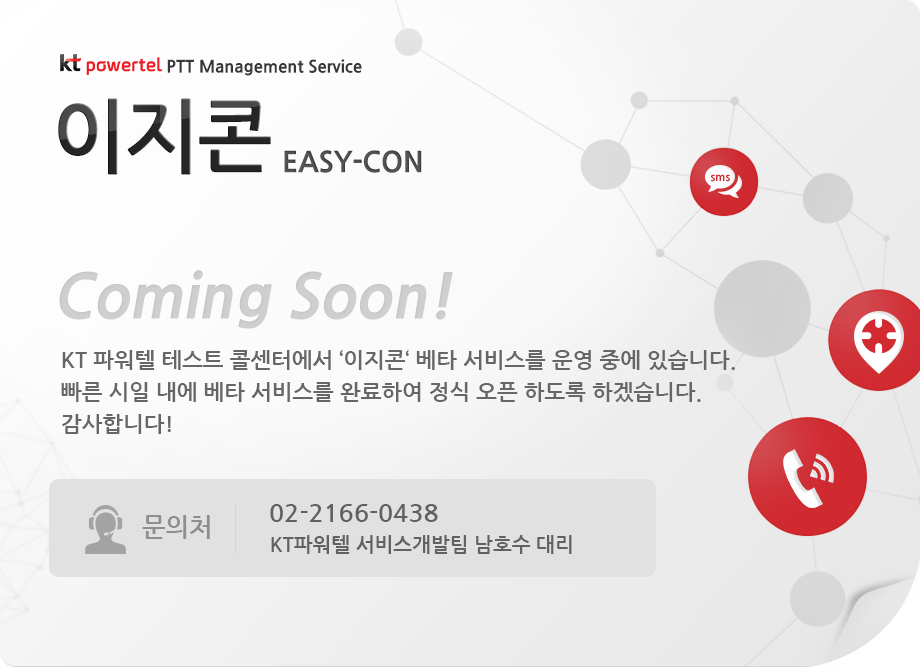 kt powertel PTT Management Service
이지콘 EASY-CON
sms
Coming Soon!
KT 파워텔 테스트 콜센터에서 ‘이지콘‘ 베타 서비스를 운영 중에 있습니다.
빠른 시일 내에 베타 서비스를 완료하여 정식 오픈 하도록 하겠습니다.
감사합니다!
문의처
02-2166-0438
KT파워텔 서비스개발팀 남호수 대리